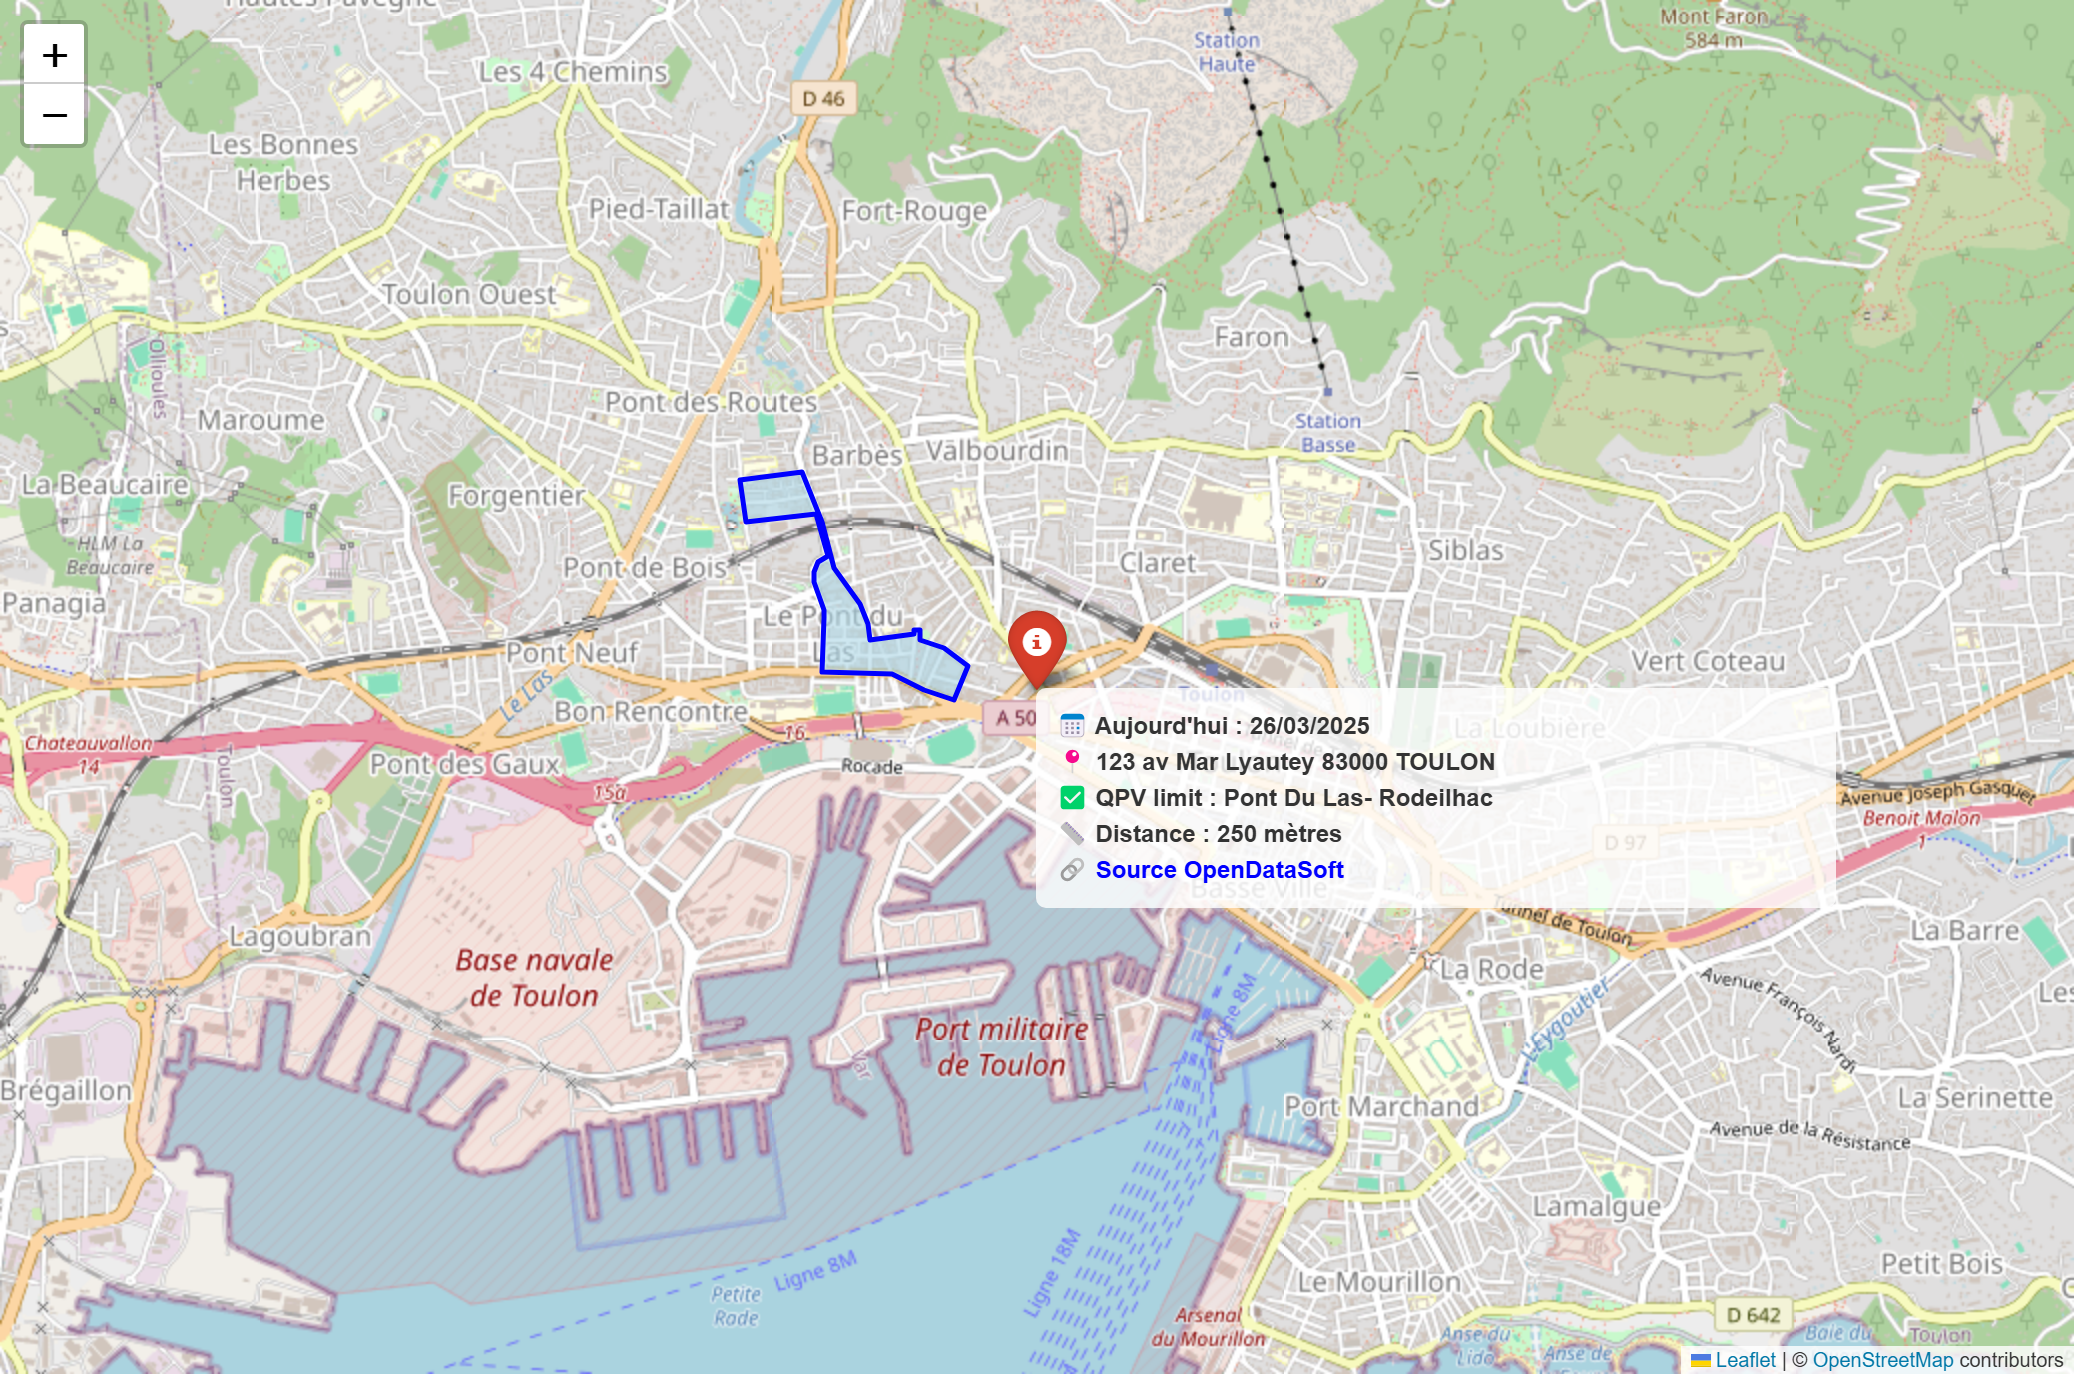 +
−
Hautes Pavegne
Les 4 Chemins
D 46
Station
Haute
Mont Faron
584 m
Les Bonnes
Herbes
Pied-Taillat
Fort-Rouge
Toulon Ouest
Faron
Ollioules
Pont des Routes
Maroume
Station
Basse
Barbès
Valbourdin
La Beaucaire
Forgentier
HLM La
Beaucaire
Pont de Bois
Claret
Siblas
Panagia
Le Pont du
Las
Pont Neuf
Vert Coteau
Le Las
Toulon
Bon Rencontre
A 50
16
La Loubière
Chateauvallon
14
Toulon
Pont des Gaux
Rocade
15a
Aujourd'hui : 26/03/2025
123 av Mar Lyautey 83000 TOULON
QPV limit : Pont Du Las- Rodeilhac
Distance : 250 mètres
Source OpenDataSoft
Avenue Joseph Gasquet
Benoit Malon
1
D 97
Basse Ville
Tunnel de Toulon
Lagoubran
La Barre
Base navale
de Toulon
La Rode
Avenue François Nardi
Les
Ligne 8M
L'Eygoutier
Port militaire
de Toulon
Var
Brégaillon
Port Marchand
La Serinette
Avenue de la Résistance
Lamalgue
Ligne 8M
Ligne 18M
Petite
Rade
Le Mourillon
Petit Bois
Arsenal
du Mourillon
D 642
Anse du
Lido
Anse de
Baie du
Toulon
Leaflet | © OpenStreetMap contributors